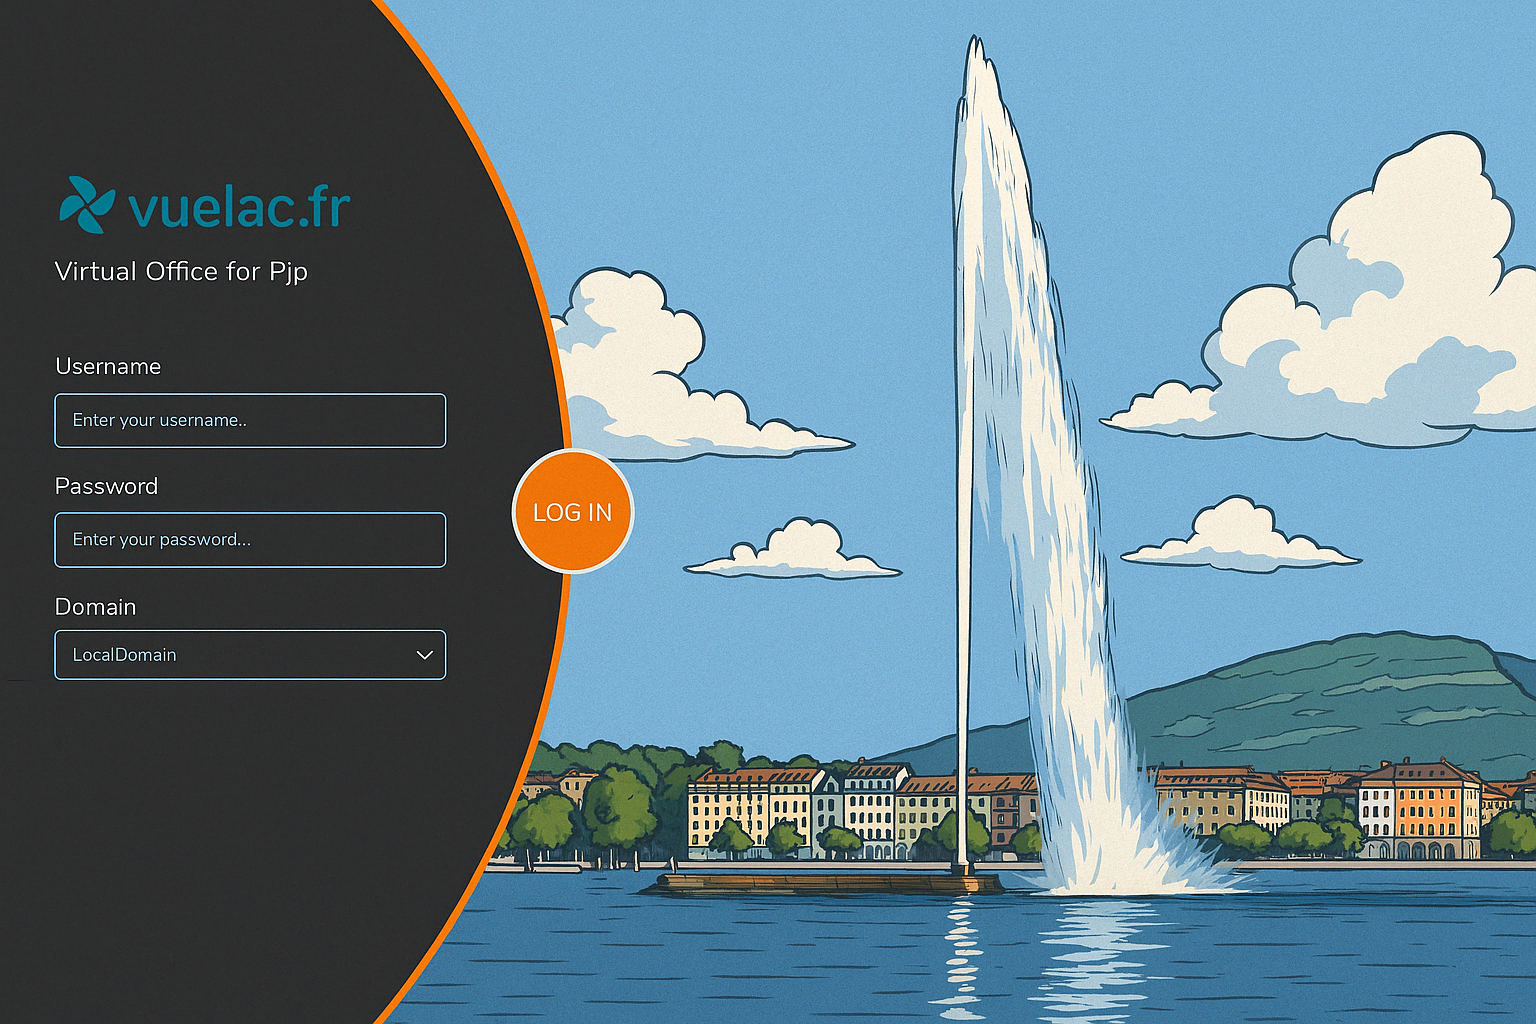 vuelac.fr
Virtual Office for Pjp
Username
Enter your username..
Password
Enter your password...
LOG IN
Domain
LocalDomain